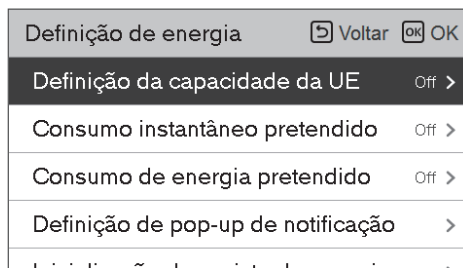 Definição de energia Voltar OK OK
Definição da capacidade da UE Off >
Consumo instantâneo pretendido Off >
Consumo de energia pretendido Off >
Definição de pop-up de notificação >